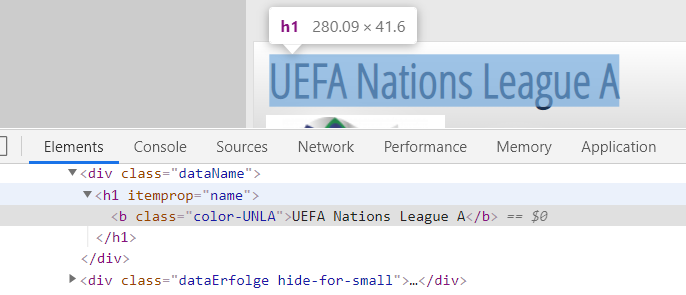 h1 280.09 × 41.6
UEFA Nations League A
Elements Console Sources Network Performance Memory Application
<div class="dataName">
<h1 itemprop="name">
<b class="color-UNLA">UEFA Nations League A</b> == $0
</h1>
</div>
<div class="dataErfolge hide-for-small">…</div>